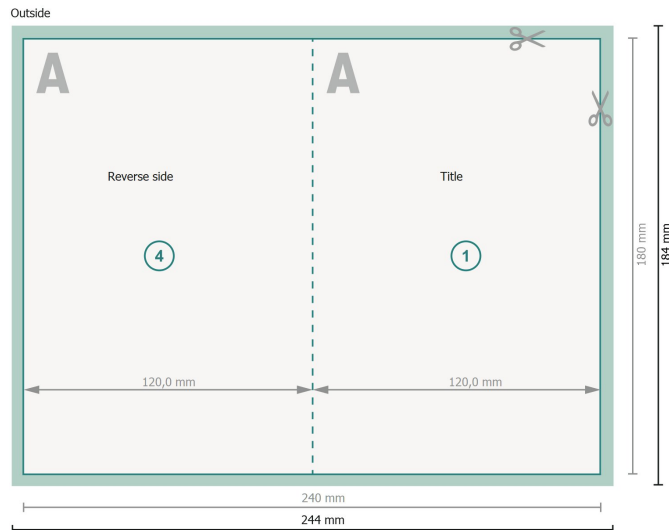 Outside
A
A
Reverse side
Title
4
1
180 mm
184 mm
120,0 mm
120,0 mm
240 mm
244 mm